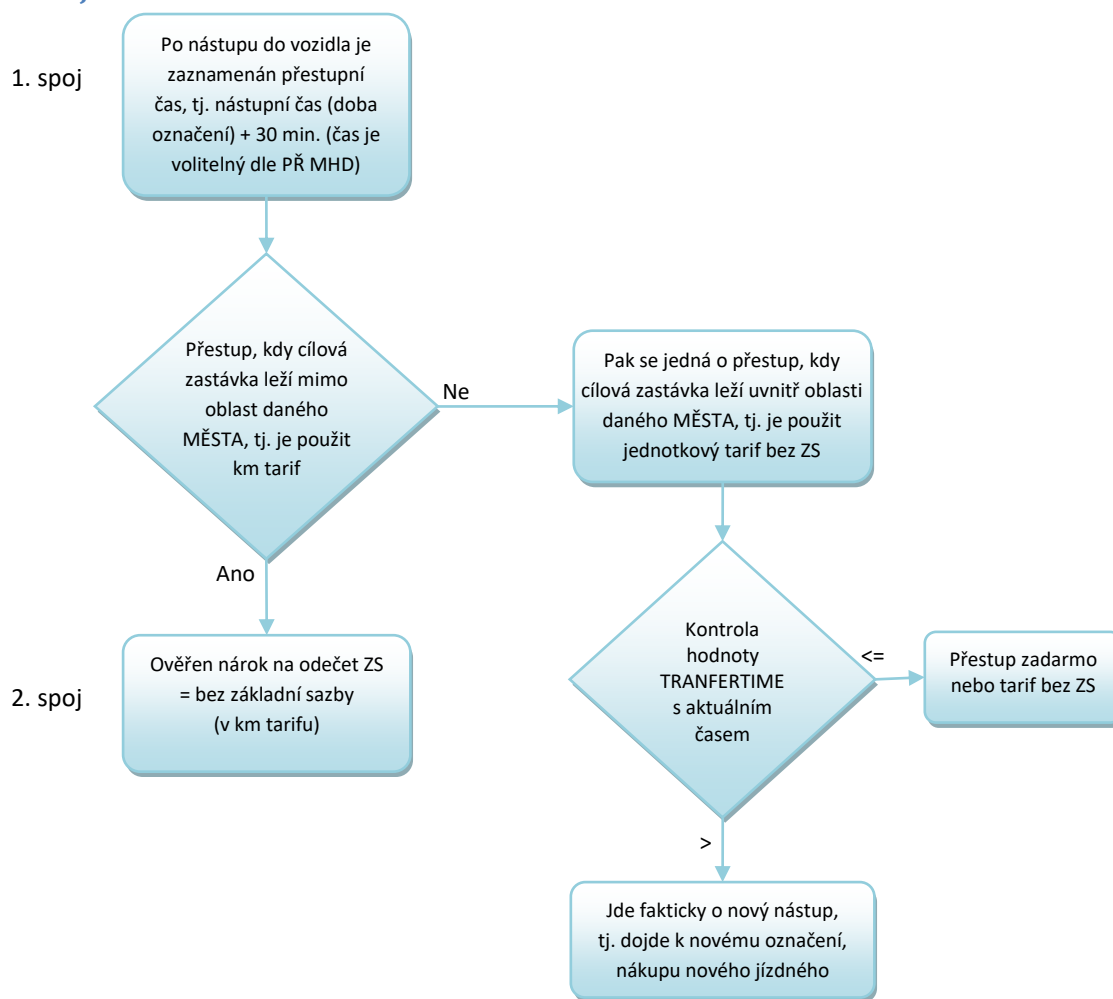 1. spoj
Po nástupu do vozidla je
zaznamenán přestupní
čas, tj. nástupní čas (doba
označení) + 30 min. (čas je
volitelný dle PŘ MHD)
Přestup, kdy cílová
zastávka leží mimo
oblast daného
MĚSTA, tj. je použit
km tarif
Ne
Pak se jedná o přestup, kdy
cílová zastávka leží uvnitř oblasti
daného MĚSTA, tj. je použit
jednotkový tarif bez ZS
Ano
2. spoj
Ověřen nárok na odečet ZS
= bez základní sazby
(v km tarifu)
Kontrola
hodnoty
TRANFERTIME
s aktuálním
časem
<=
Přestup zadarmo
nebo tarif bez ZS
>
Jde fakticky o nový nástup,
tj. dojde k novému označení,
nákupu nového jízdného